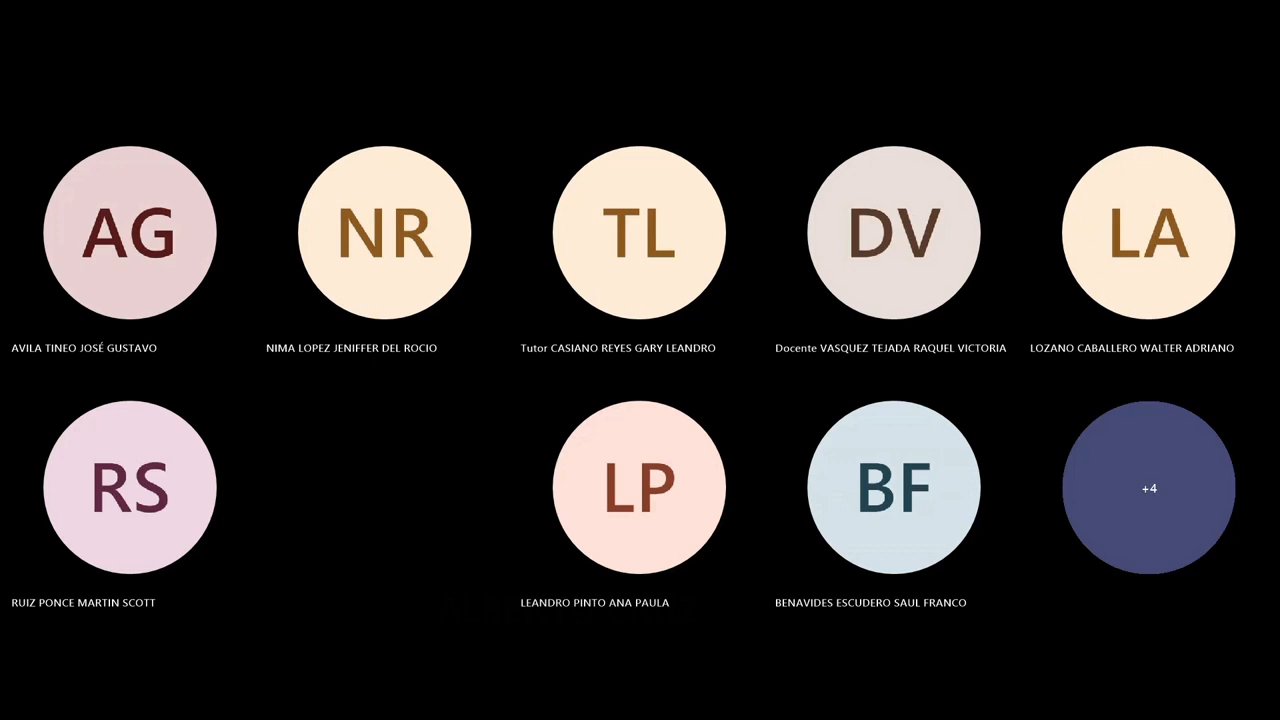 AG NR TL DV LA
AVILA TINEO JOSÉ GUSTAVO NIMA LOPEZ JENIFFER DEL ROCIO Tutor CASIANO REYES GARY LEANDRO Docente VASQUEZ TEJADA RAQUEL VICTORIA LOZANO CABALLERO WALTER ADRIANO
RS LP BF +4
RUIZ PONCE MARTIN SCOTT LEANDRO PINTO ANA PAULA BENAVIDES ESCUDERO SAUL FRANCO